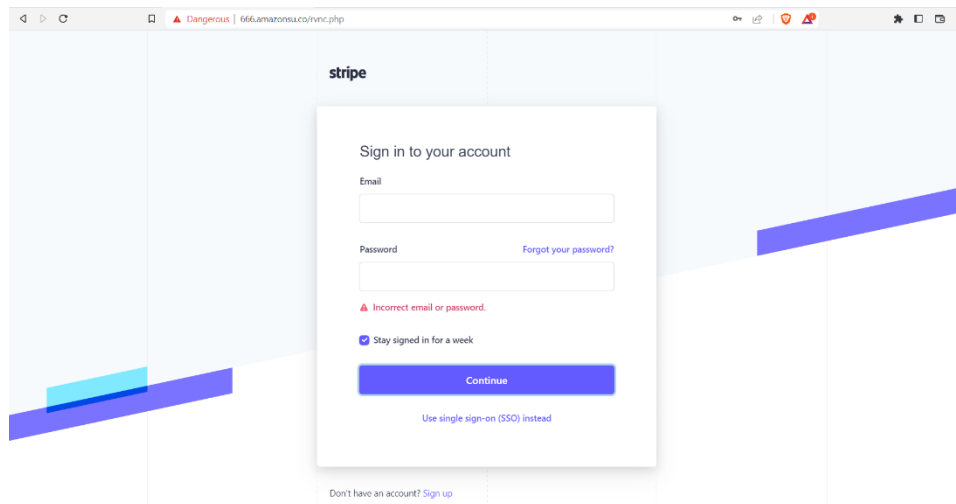 Dangerous | 666.amazonsu.co/rvnc.php
stripe
Sign in to your account
Email
Password Forgot your password?
Incorrect email or password.
Stay signed in for a week
Continue
Use single sign-on (SSO) instead
Don't have an account? Sign up